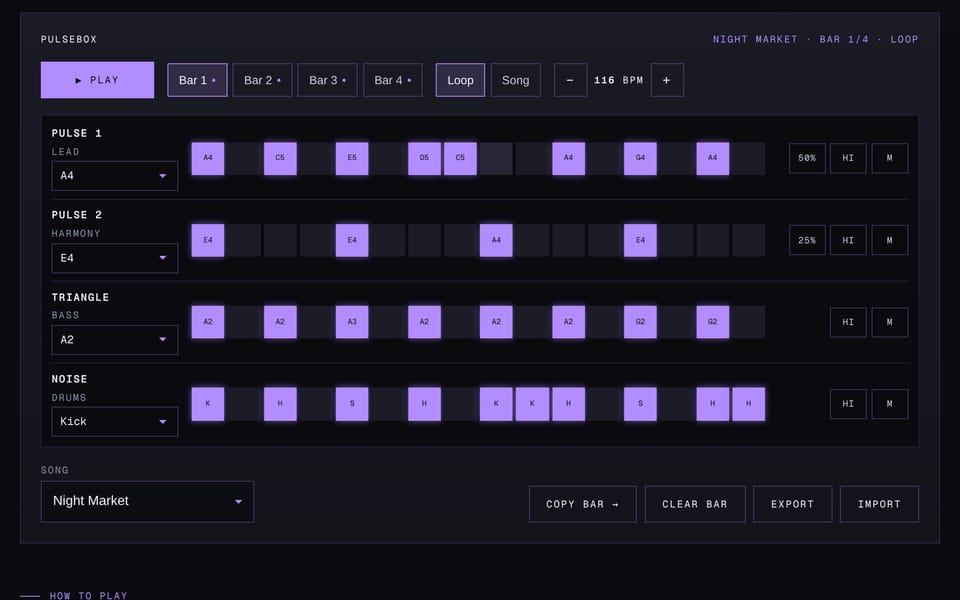 PULSEBOX
NIGHT MARKET · BAR 1/4 · LOOP
▶ PLAY
Bar 1 •
Bar 2 •
Bar 3 •
Bar 4 •
Loop
Song
−
116 BPM
+
PULSE 1
LEAD
A4
A4 C5 E5 D5 C5 A4 G4 A4
50% HI M
PULSE 2
HARMONY
E4
E4 E4 A4 E4
25% HI M
TRIANGLE
BASS
A2
A2 A2 A3 A2 A2 A2 G2 G2
HI M
NOISE
DRUMS
Kick
K H S H K K H S H H
HI M
SONG
Night Market
COPY BAR →
CLEAR BAR
EXPORT
IMPORT
HOW TO PLAY